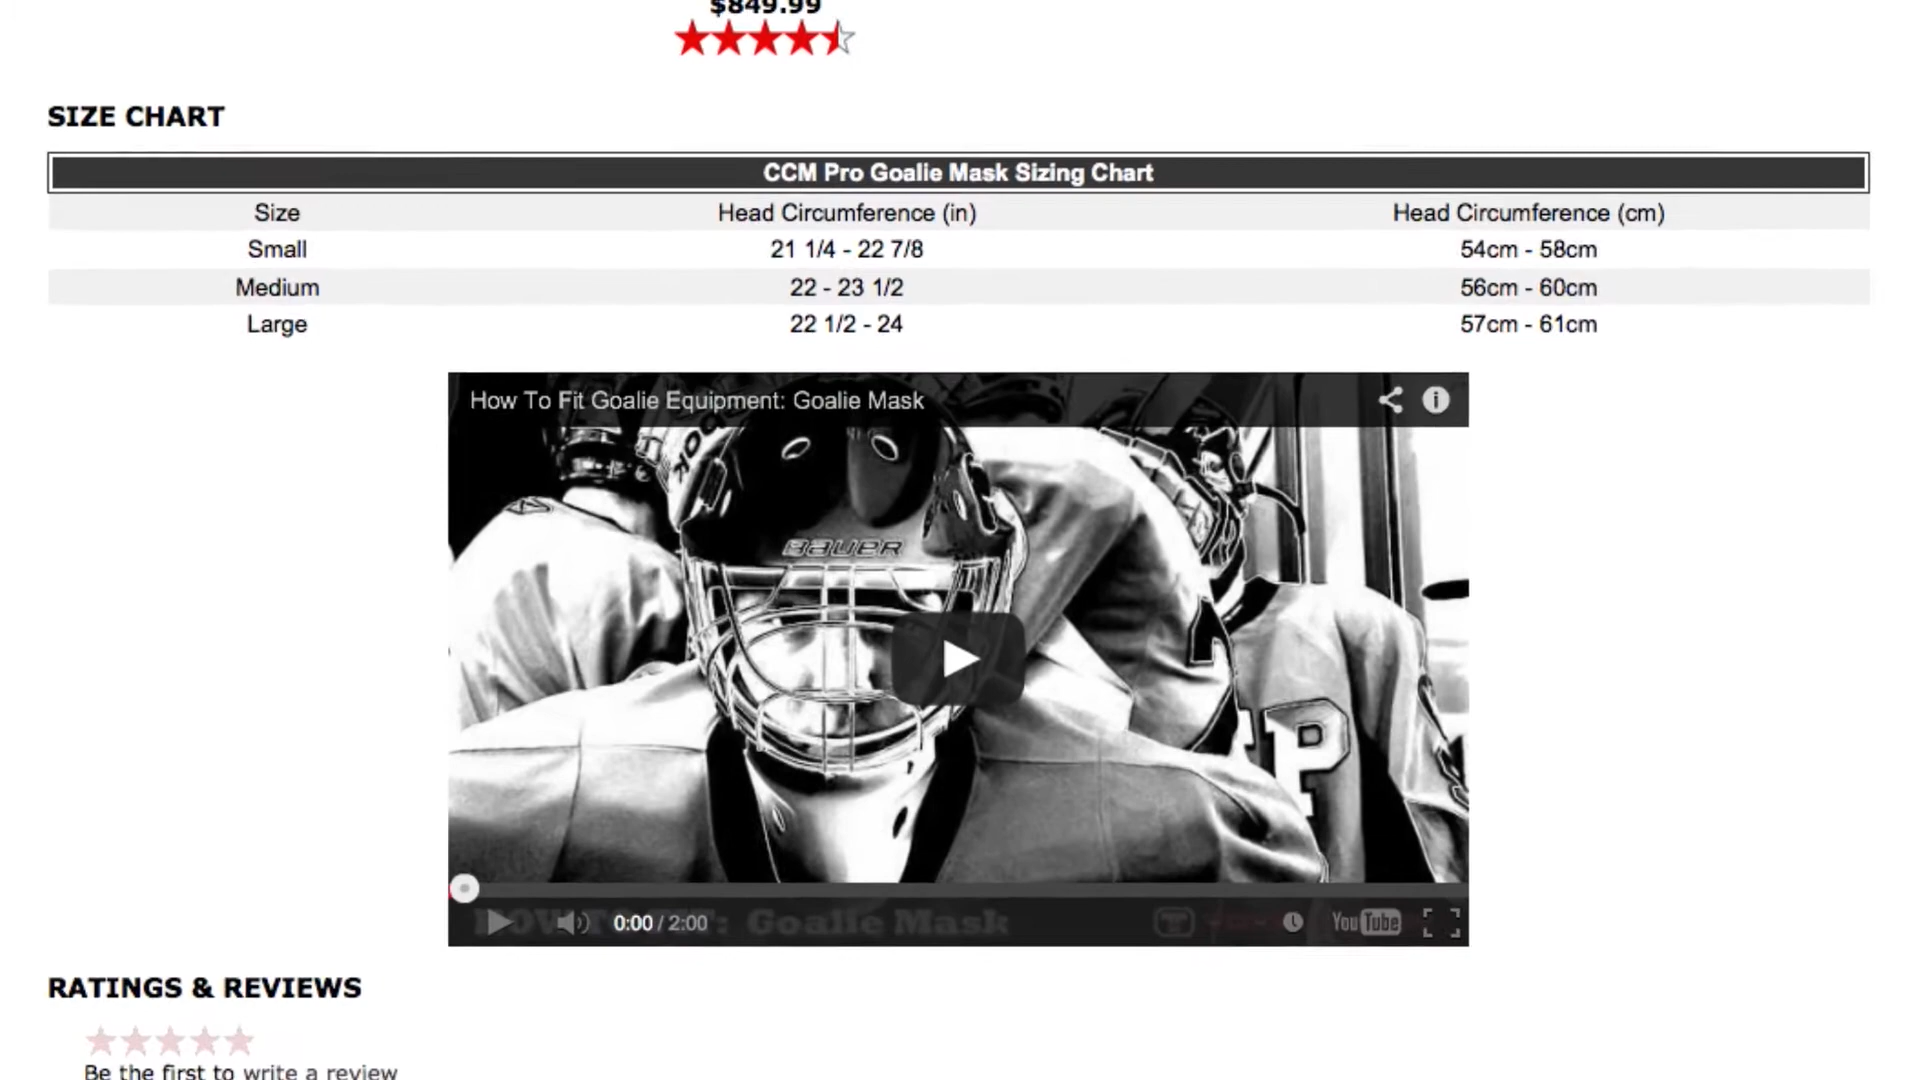 $849.99
SIZE CHART
CCM Pro Goalie Mask Sizing Chart
Size Head Circumference (in) Head Circumference (cm)
Small 21 1/4 - 22 7/8 54cm - 58cm
Medium 22 - 23 1/2 56cm - 60cm
Large 22 1/2 - 24 57cm - 61cm
How To Fit Goalie Equipment: Goalie Mask
BAUER
P
0:00 / 2:00
: Goalie Mask
YouTube
RATINGS & REVIEWS
Be the first to write a review